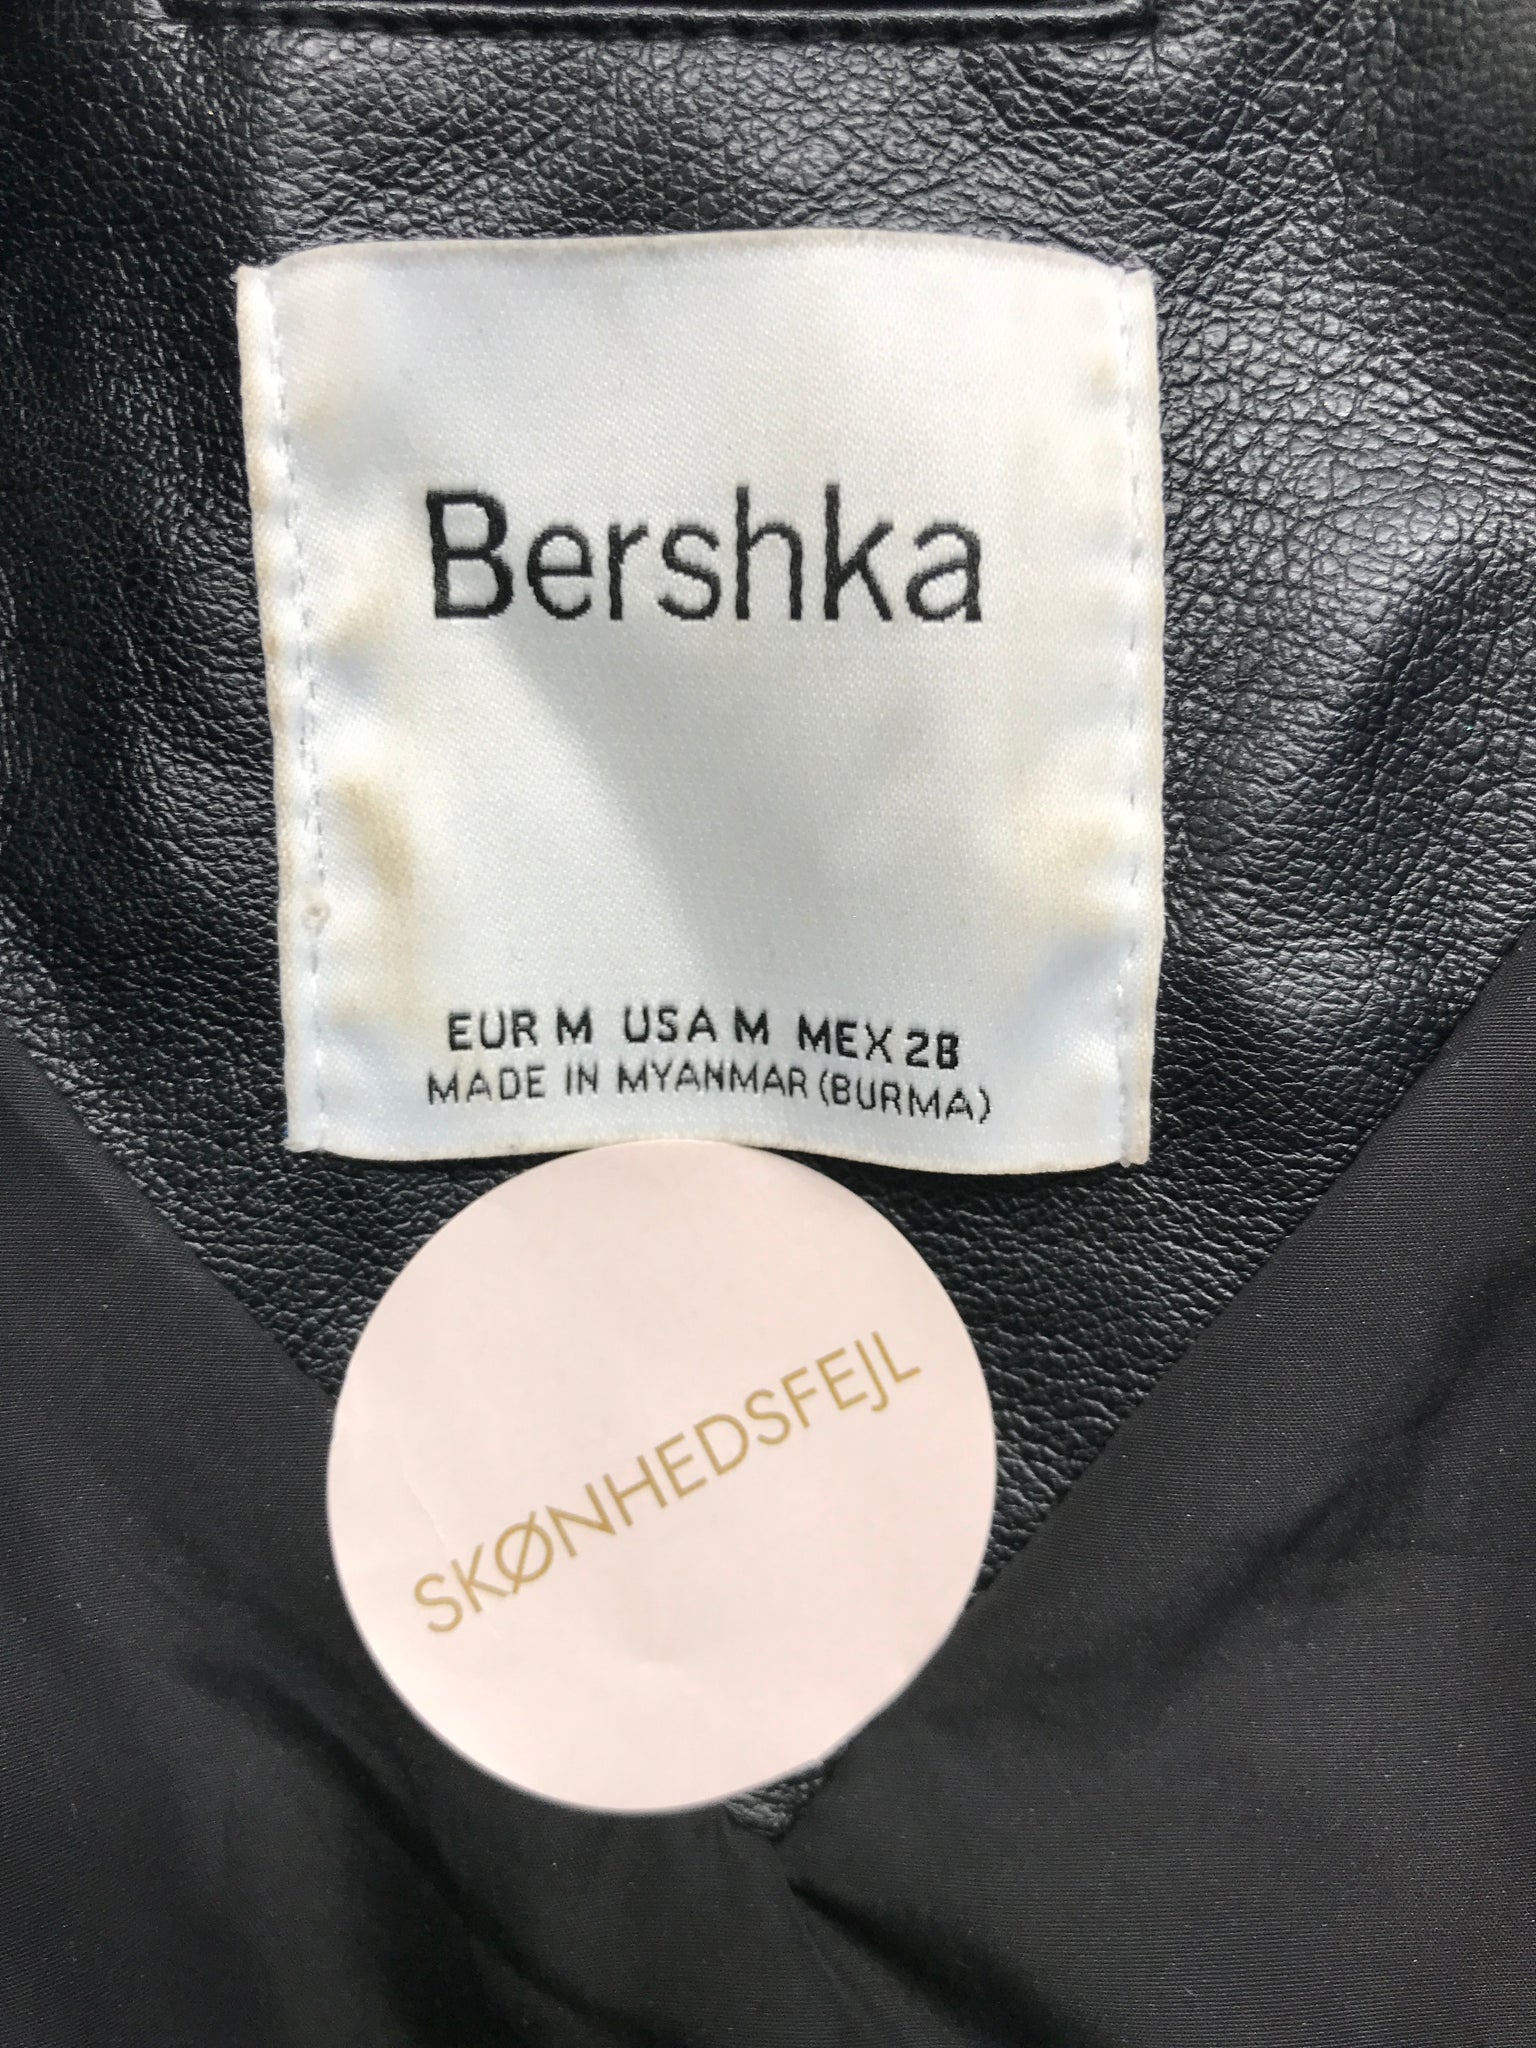 Bershka
EUR M USA M MEX 28
MADE IN MYANMAR (BURMA)
SKØNHEDSFEJL